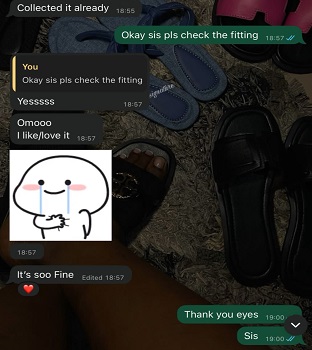 Collected it already 18:55
Okay sis pls check the fitting 18:57
You
Okay sis pls check the fitting
Yesssss 18:57
Omooo
I like/love it 18:57
18:57
It's soo Fine Edited 18:57
Thank you eyes 19:00
Sis 19:00